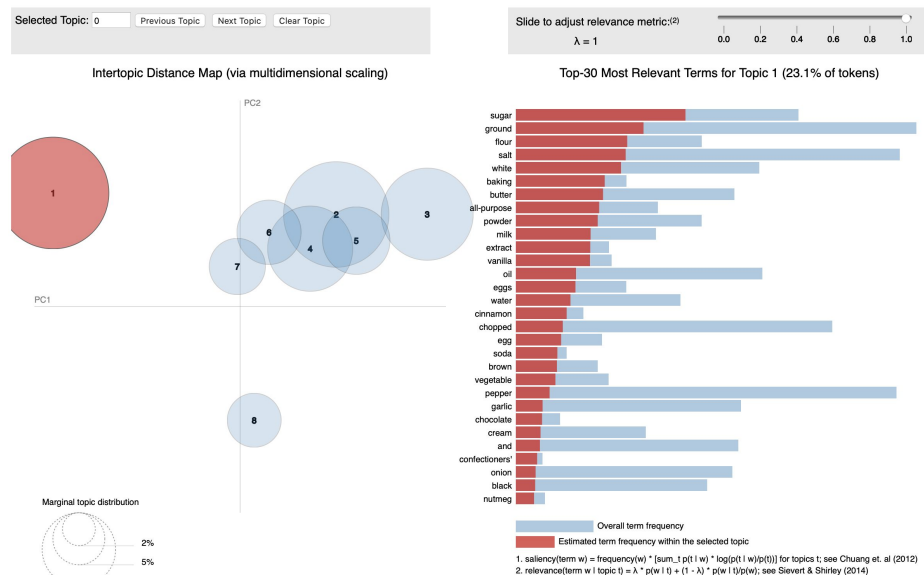 Selected Topic: 0 Previous Topic Next Topic Clear Topic
Slide to adjust relevance metric:(2)
λ = 1
0.0 0.2 0.4 0.6 0.8 1.0
Intertopic Distance Map (via multidimensional scaling)
PC2
PC1
1
2
3
4
5
6
7
8
Marginal topic distribution
2%
5%
Top-30 Most Relevant Terms for Topic 1 (23.1% of tokens)
sugar
ground
flour
salt
white
baking
butter
all-purpose
powder
milk
extract
vanilla
oil
eggs
water
cinnamon
chopped
egg
soda
brown
vegetable
pepper
garlic
chocolate
cream
and
confectioners'
onion
black
nutmeg
Overall term frequency
Estimated term frequency within the selected topic
1. saliency(term w) = frequency(w) * [sum_t p(t | w) * log(p(t | w)/p(t))] for topics t; see Chuang et. al (2012)
2. relevance(term w | topic t) = λ * p(w | t) + (1 - λ) * p(w | t)/p(w); see Sievert & Shirley (2014)